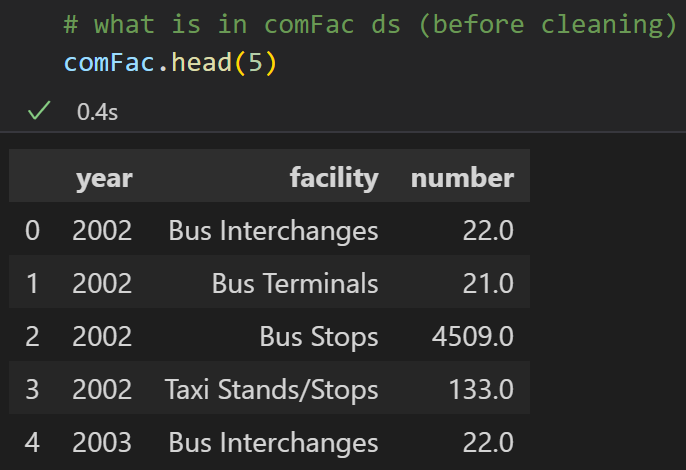 # what is in comFac ds (before cleaning)
comFac.head(5)
✓ 0.4s
year facility number
0 2002 Bus Interchanges 22.0
1 2002 Bus Terminals 21.0
2 2002 Bus Stops 4509.0
3 2002 Taxi Stands/Stops 133.0
4 2003 Bus Interchanges 22.0